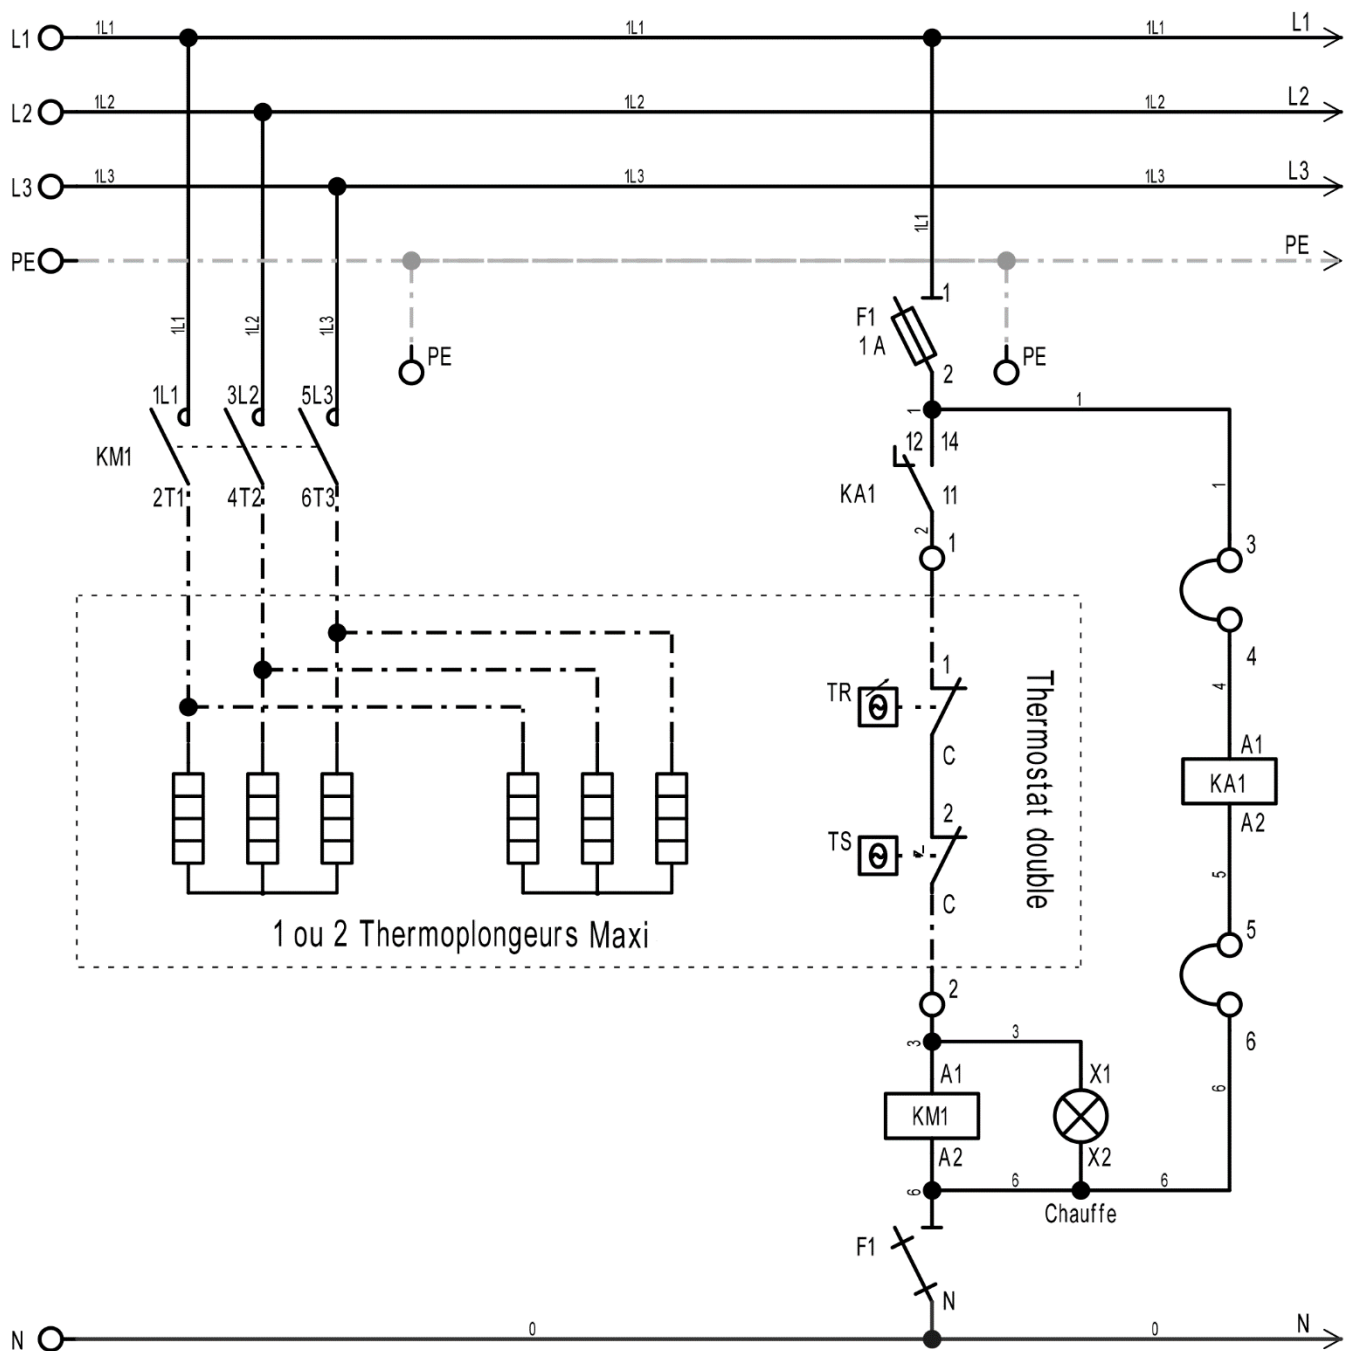 L1 1L1 1L1 1L1 L1
L2 1L2 1L2 1L2 L2
L3 1L3 1L3 1L3 L3
1L1
PE PE
1L1 1L2 1L3
1
F1
1 A
PE PE
2
1L1 3L2 5L3
1 1
12 14
KM1
KA1 11
1
2T1 4T2 6T3
2
1 3
4
1
TR
Thermostat double
4
C
A1
KA1
A2
2
TS
5
C
1 ou 2 Thermoplongeurs Maxi
5
2
3 3
6
A1 X1
KM1
6
A2 X2
6 6 6
Chauffe
F1
N
N 0 0 N